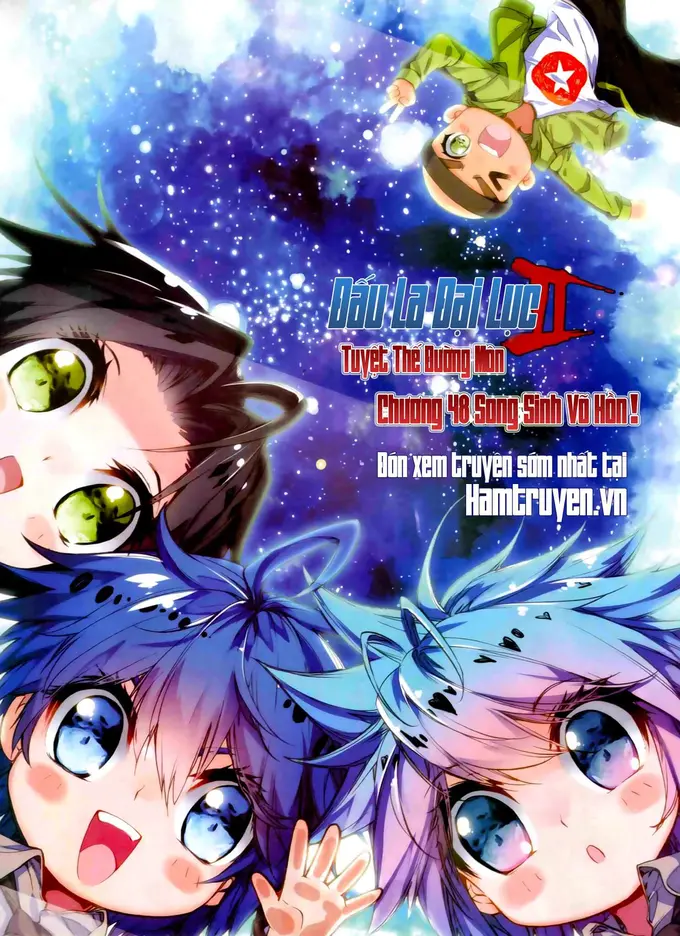 Đấu La Đại Lục II
Tuyệt Thế Đường Môn
Chương 48 Song Sinh Võ Hồn!
Đón xem truyện sớm nhất tại
Hamtruyen.vn